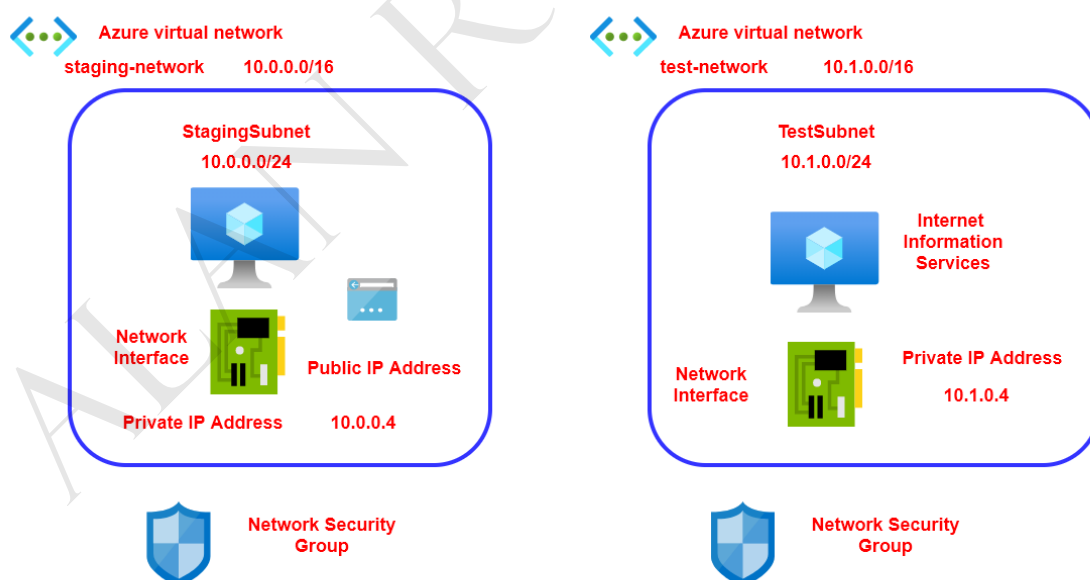 Azure virtual network
staging-network 10.0.0.0/16
StagingSubnet
10.0.0.0/24
Network
Interface
Public IP Address
Private IP Address 10.0.0.4
Network Security
Group
Azure virtual network
test-network 10.1.0.0/16
TestSubnet
10.1.0.0/24
Internet
Information
Services
Network
Interface
Private IP Address
10.1.0.4
Network Security
Group
ALAN R